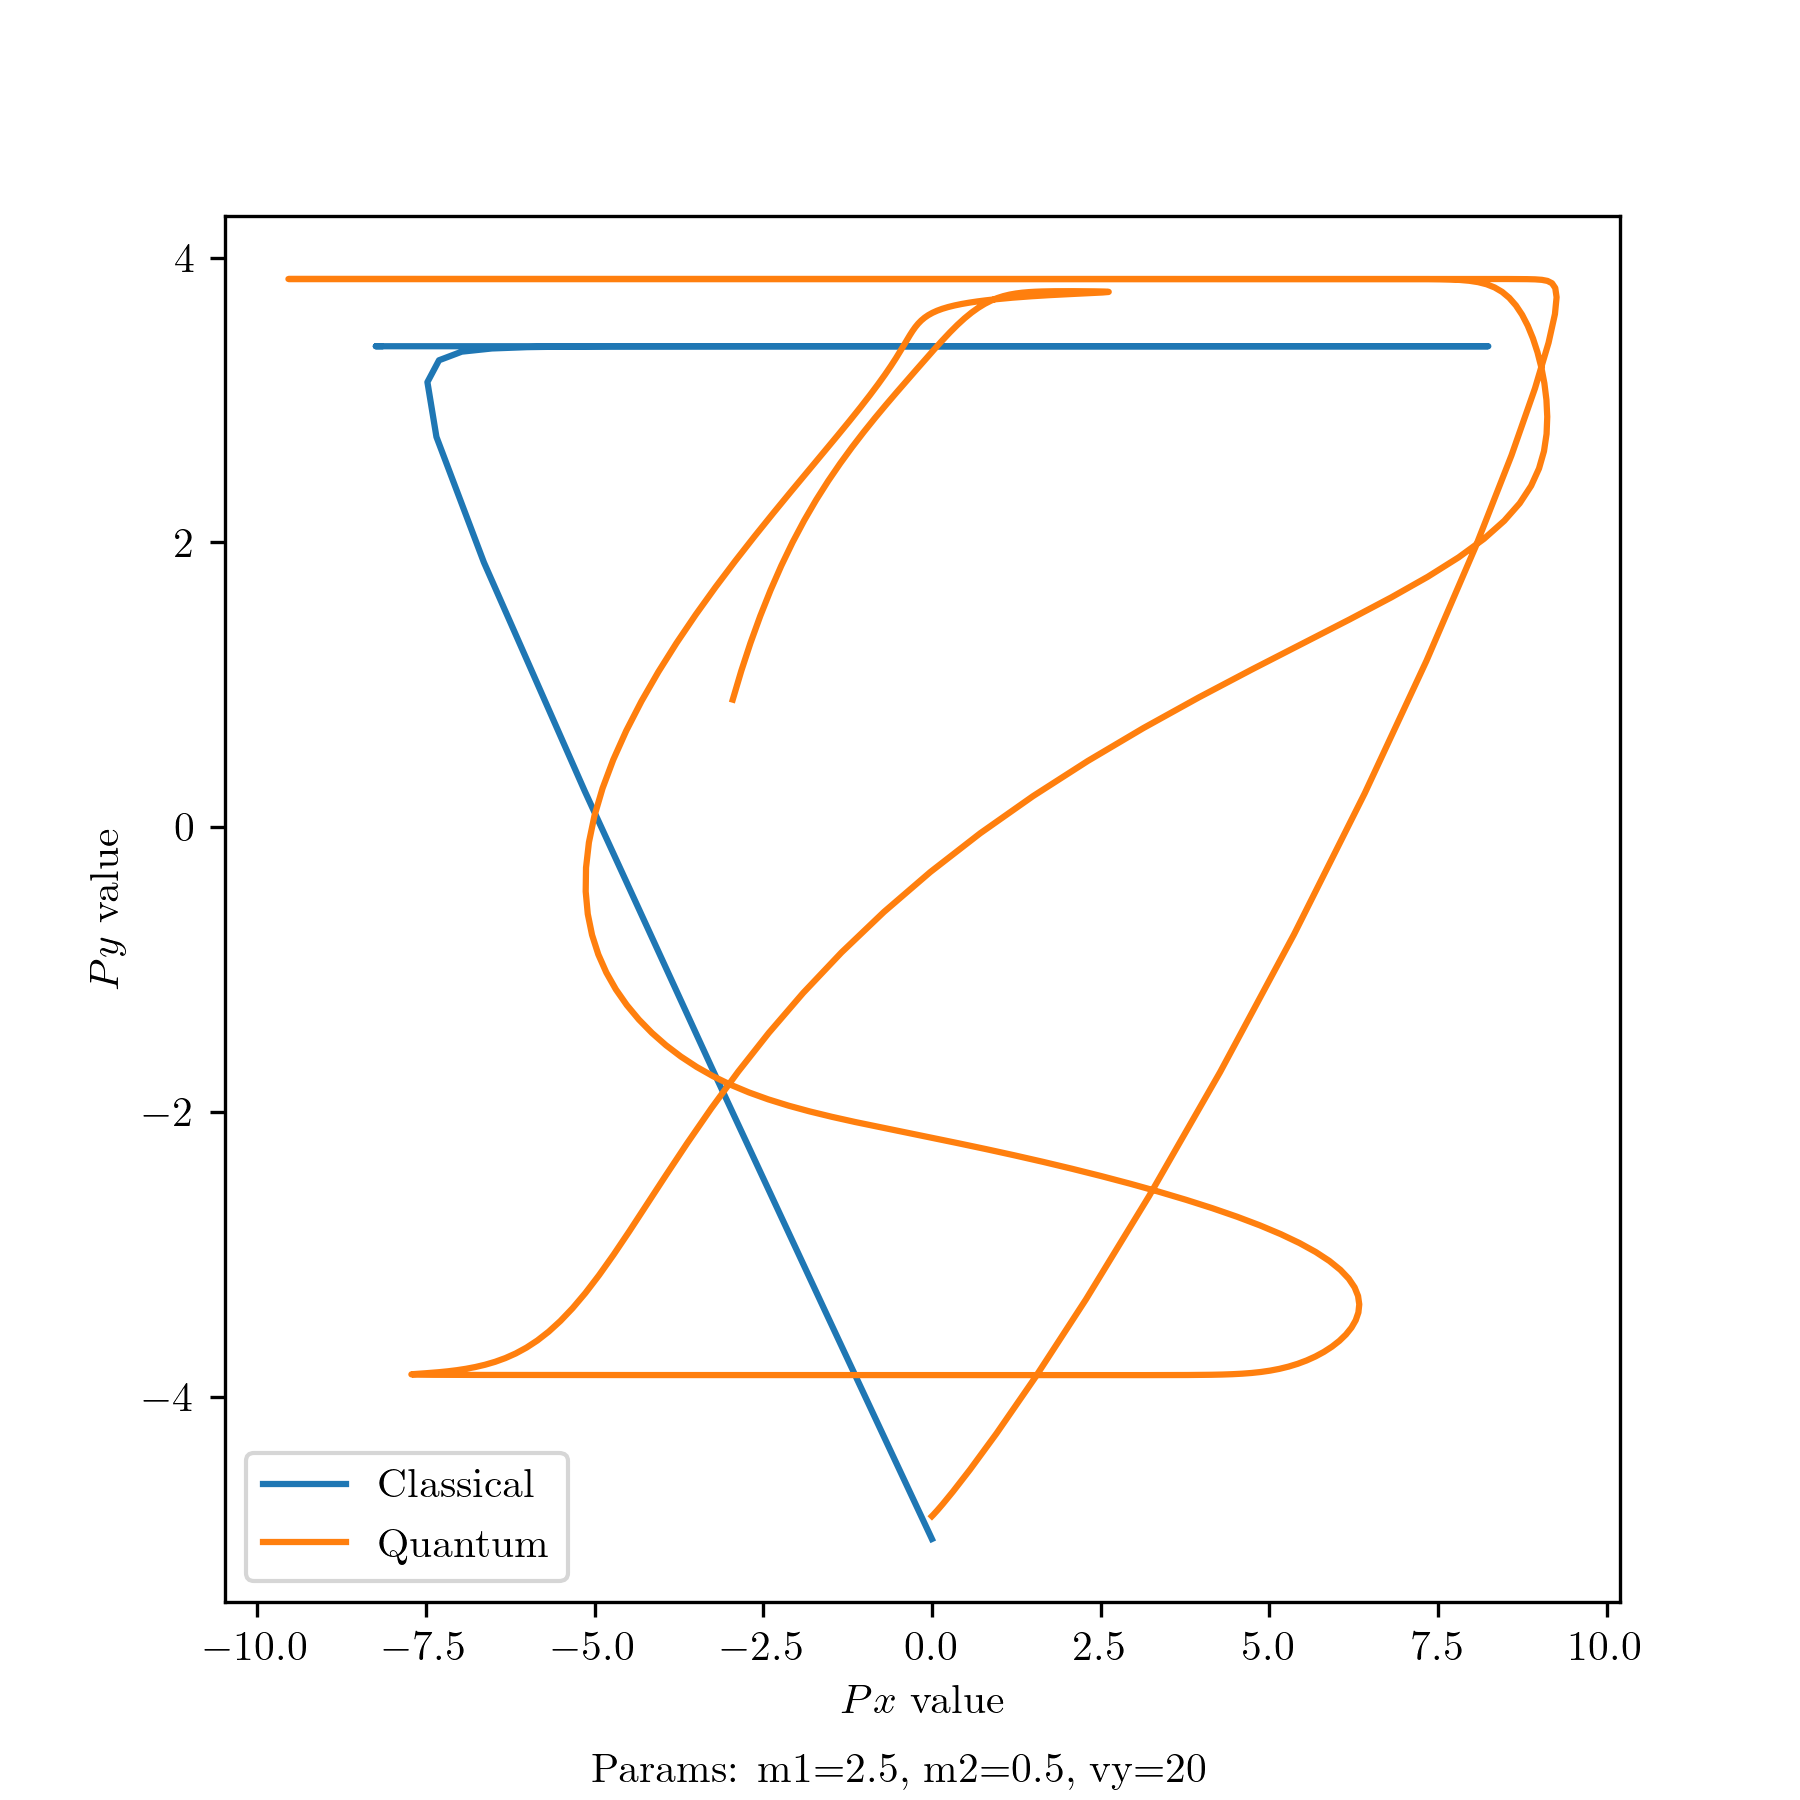 4
2
0
−2
−4
Py value
Classical
Quantum
−10.0 −7.5 −5.0 −2.5 0.0 2.5 5.0 7.5 10.0
Px value
Params: m1=2.5, m2=0.5, vy=20